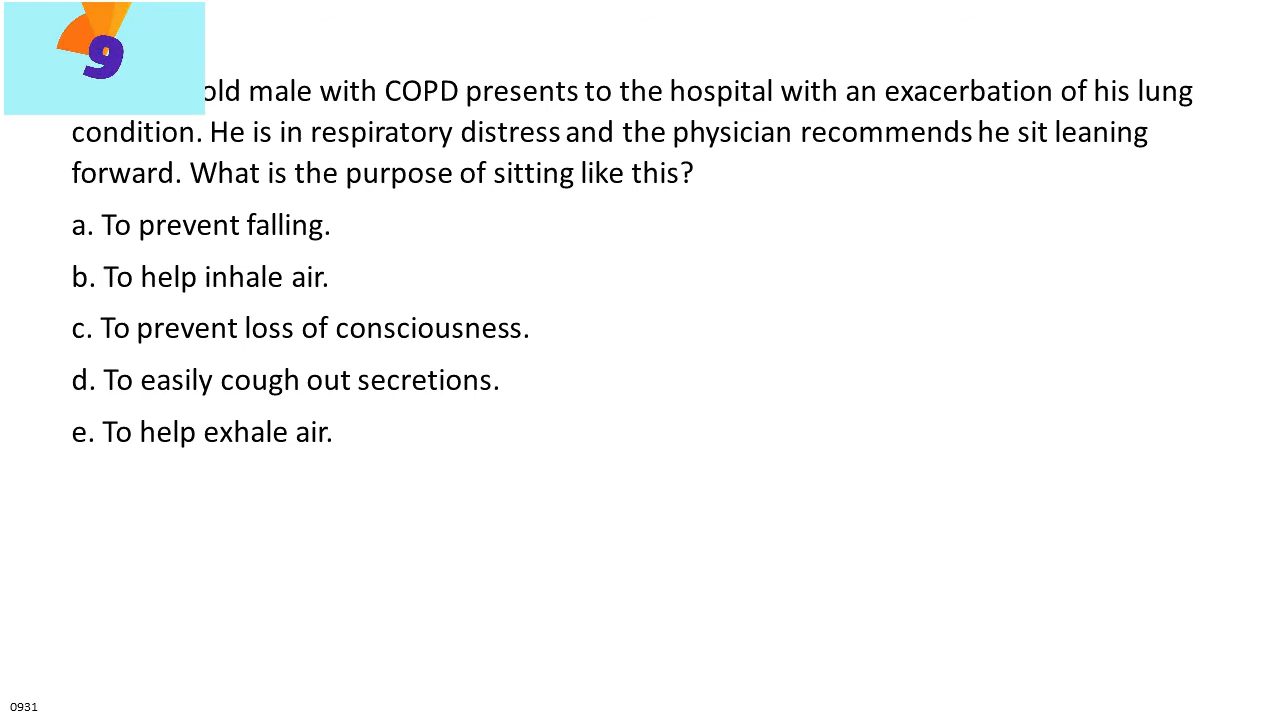 9
old male with COPD presents to the hospital with an exacerbation of his lung
condition. He is in respiratory distress and the physician recommends he sit leaning
forward. What is the purpose of sitting like this?
a. To prevent falling.
b. To help inhale air.
c. To prevent loss of consciousness.
d. To easily cough out secretions.
e. To help exhale air.
0931